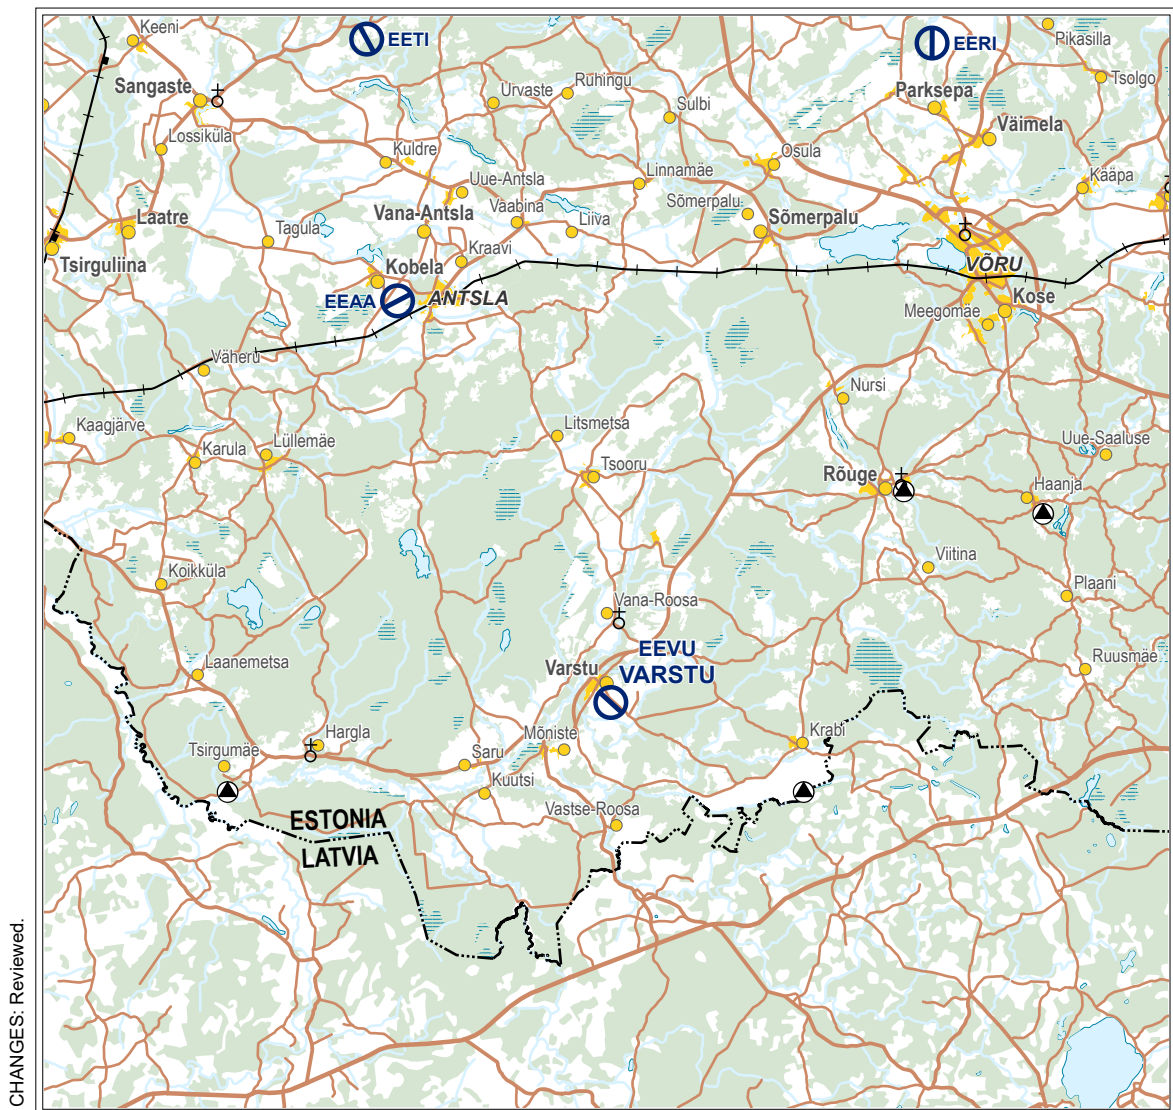 Keeni
EETI
EERI
Pikasilla
Sangaste
Urvaste
Rühingu
Parksepa
Tsolgo
Sulbi
Väimela
Lossiküla
Kuldre
Osula
Linnamäe
Kääpa
Uue-Antsla
Sõmerpalu
Laatre
Tagula
Vana-Antsla
Vaabina
Liiva
Sõmerpalu
Tsirguliina
Kraavi
VÕRU
Kobela
EEAA
ANTSLA
Kose
Meegomäe
Väheru
Nursi
Kaagjärve
Litsmetsa
Uue-Saaluse
Karula
Lüllemäe
Tsooru
Rõuge
Haanja
Viitina
Koikküla
Plaani
Vana-Roosa
EEVU
VARSTU
Varstu
Laanemetsa
Ruusmäe
Hargla
Mõniste
Krabi
Tsirgumäe
Saru
Kuutsi
Vastse-Roosa
ESTONIA
LATVIA
CHANGES: Reviewed.